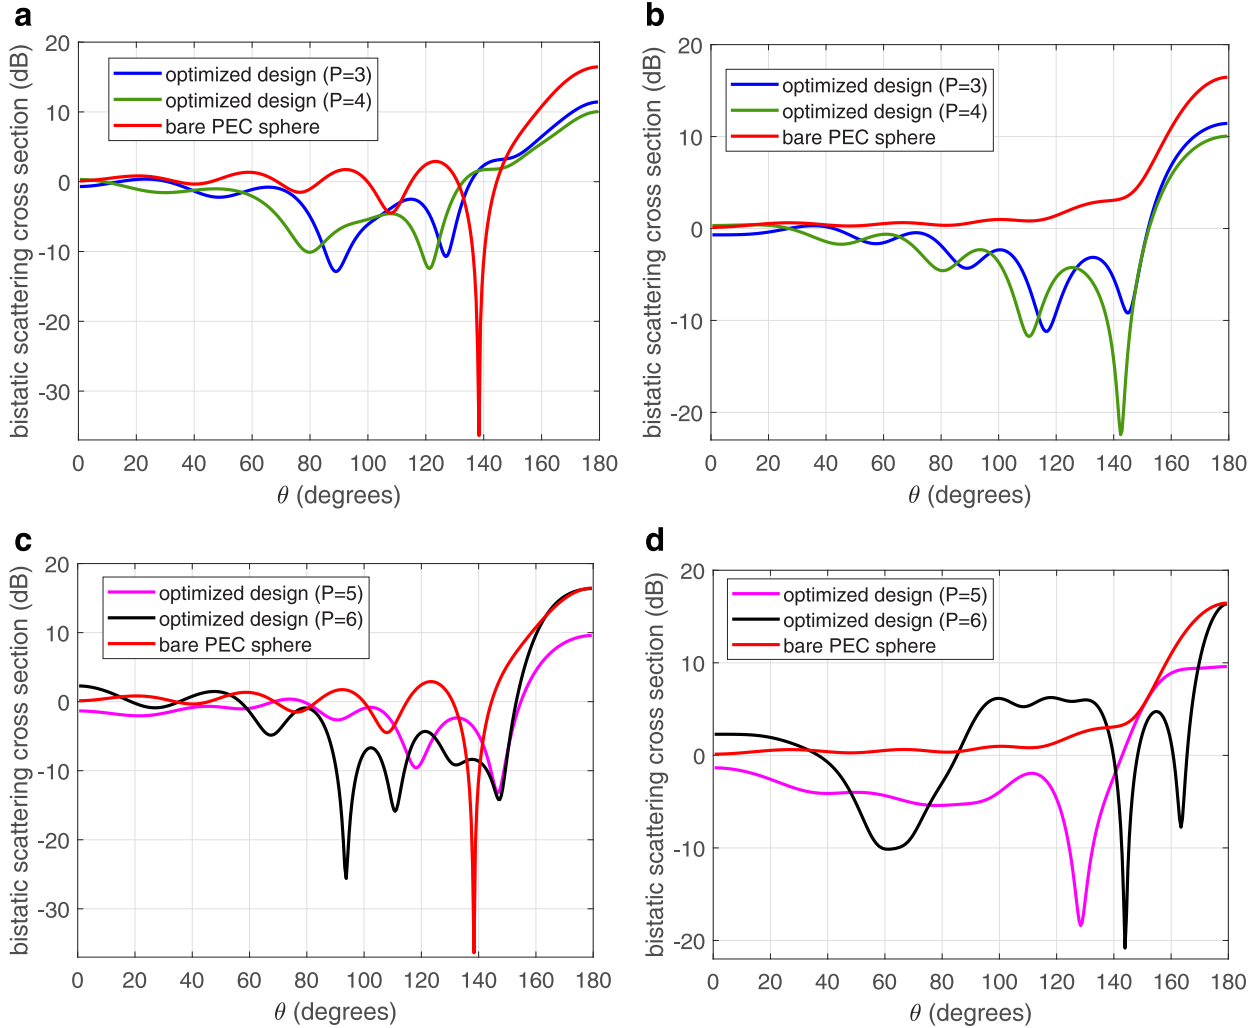 a
bistatic scattering cross section (dB)
20
10
0
-10
-20
-30
optimized design (P=3)
optimized design (P=4)
bare PEC sphere
0 20 40 60 80 100 120 140 160 180
θ (degrees)
b
bistatic scattering cross section (dB)
20
10
0
-10
-20
optimized design (P=3)
optimized design (P=4)
bare PEC sphere
0 20 40 60 80 100 120 140 160 180
θ (degrees)
c
bistatic scattering cross section (dB)
20
10
0
-10
-20
-30
optimized design (P=5)
optimized design (P=6)
bare PEC sphere
0 20 40 60 80 100 120 140 160 180
θ (degrees)
d
bistatic scattering cross section (dB)
20
10
0
-10
-20
optimized design (P=5)
optimized design (P=6)
bare PEC sphere
0 20 40 60 80 100 120 140 160 180
θ (degrees)